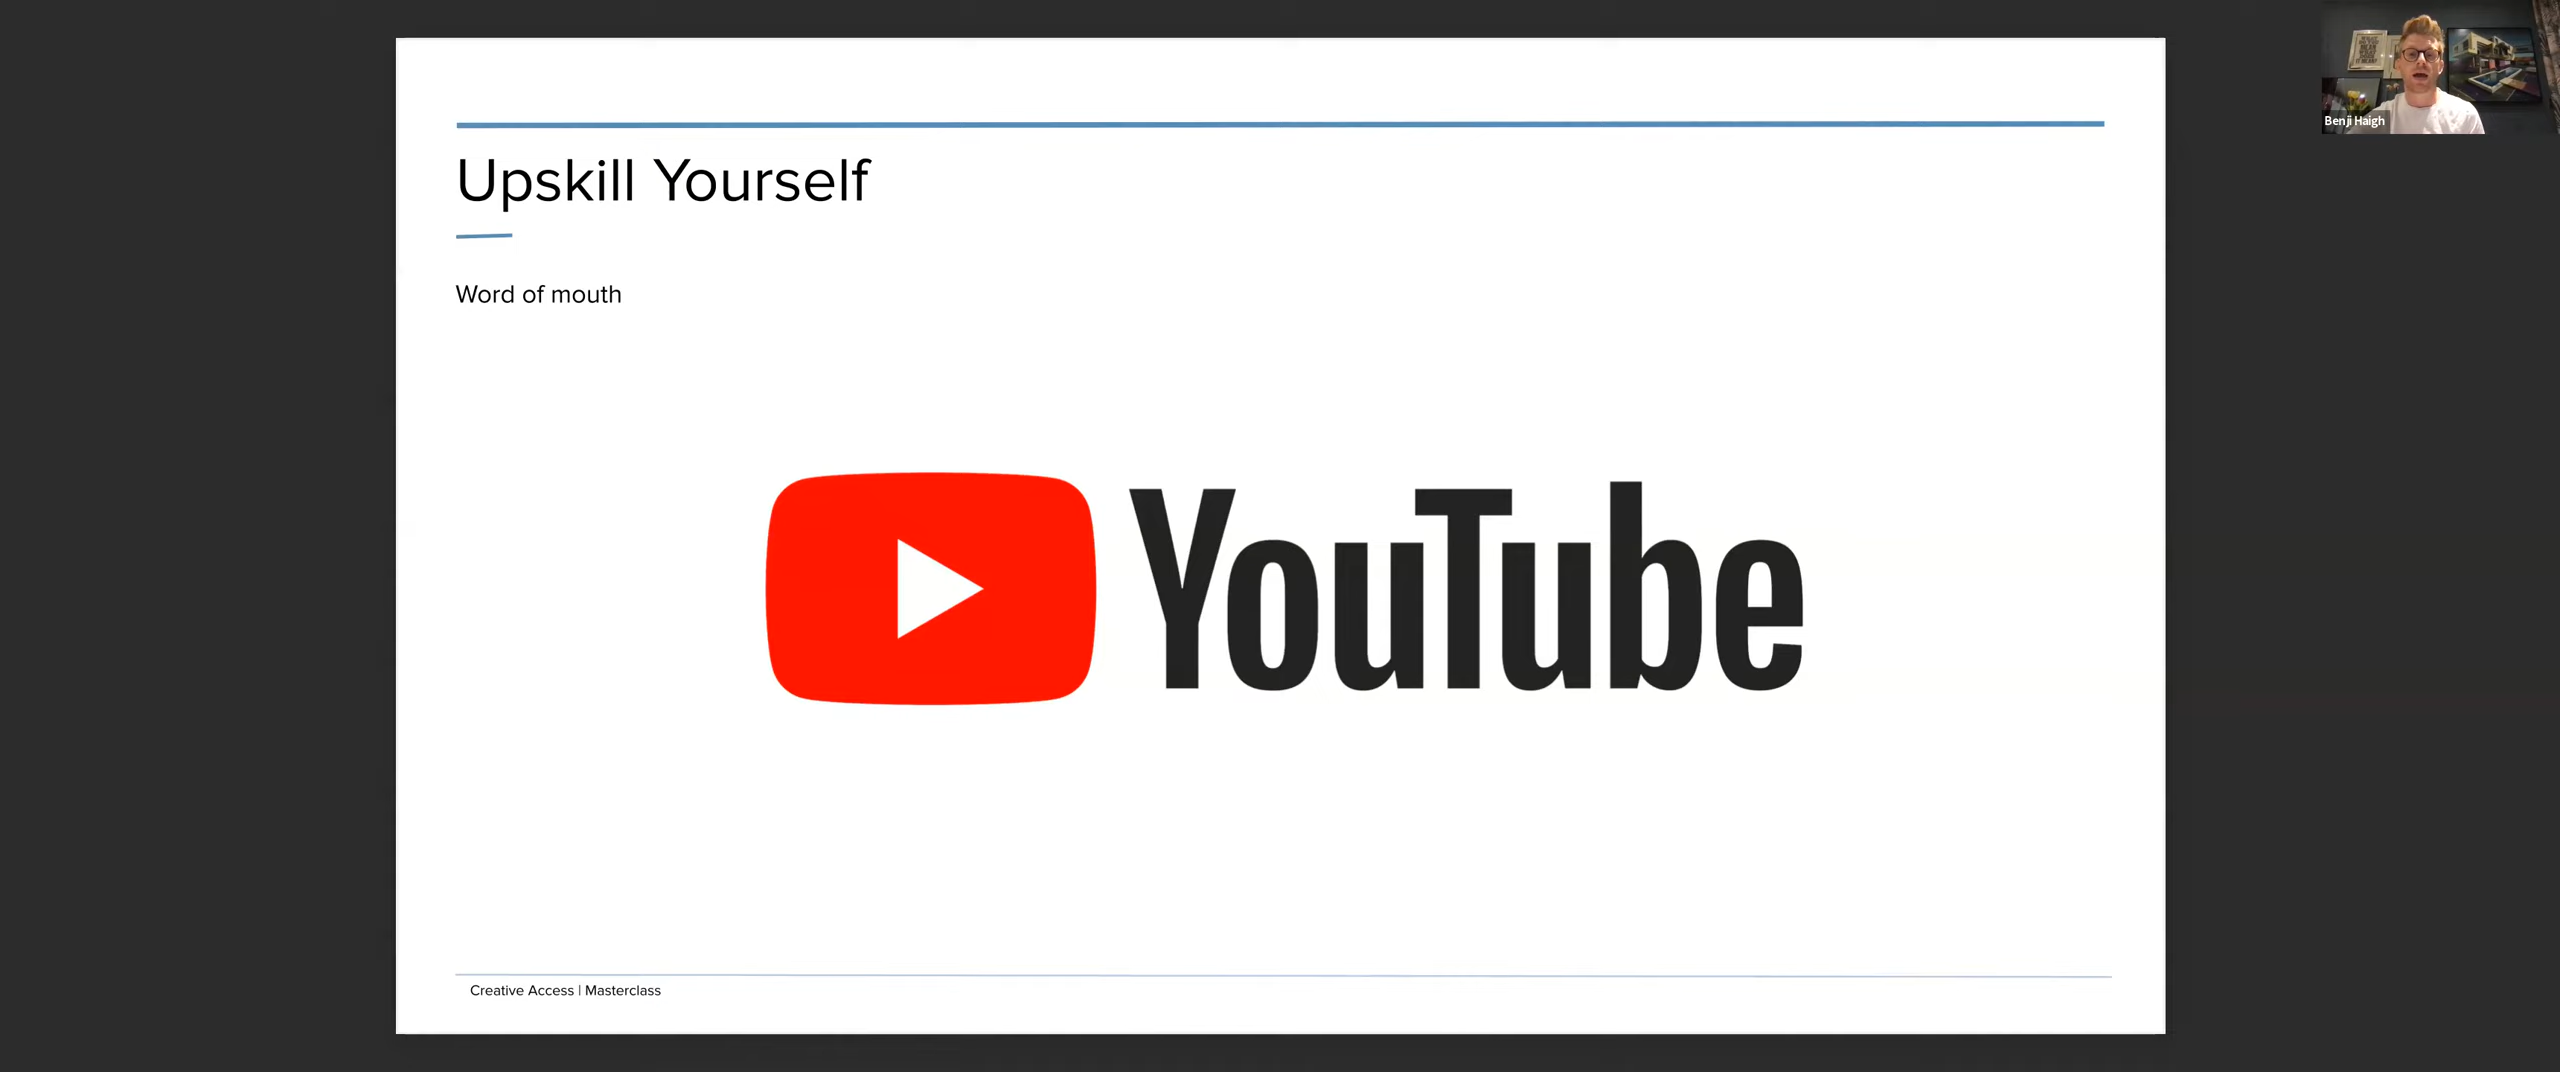 Upskill Yourself
Word of mouth
YouTube
Creative Access | Masterclass
Benji Haigh